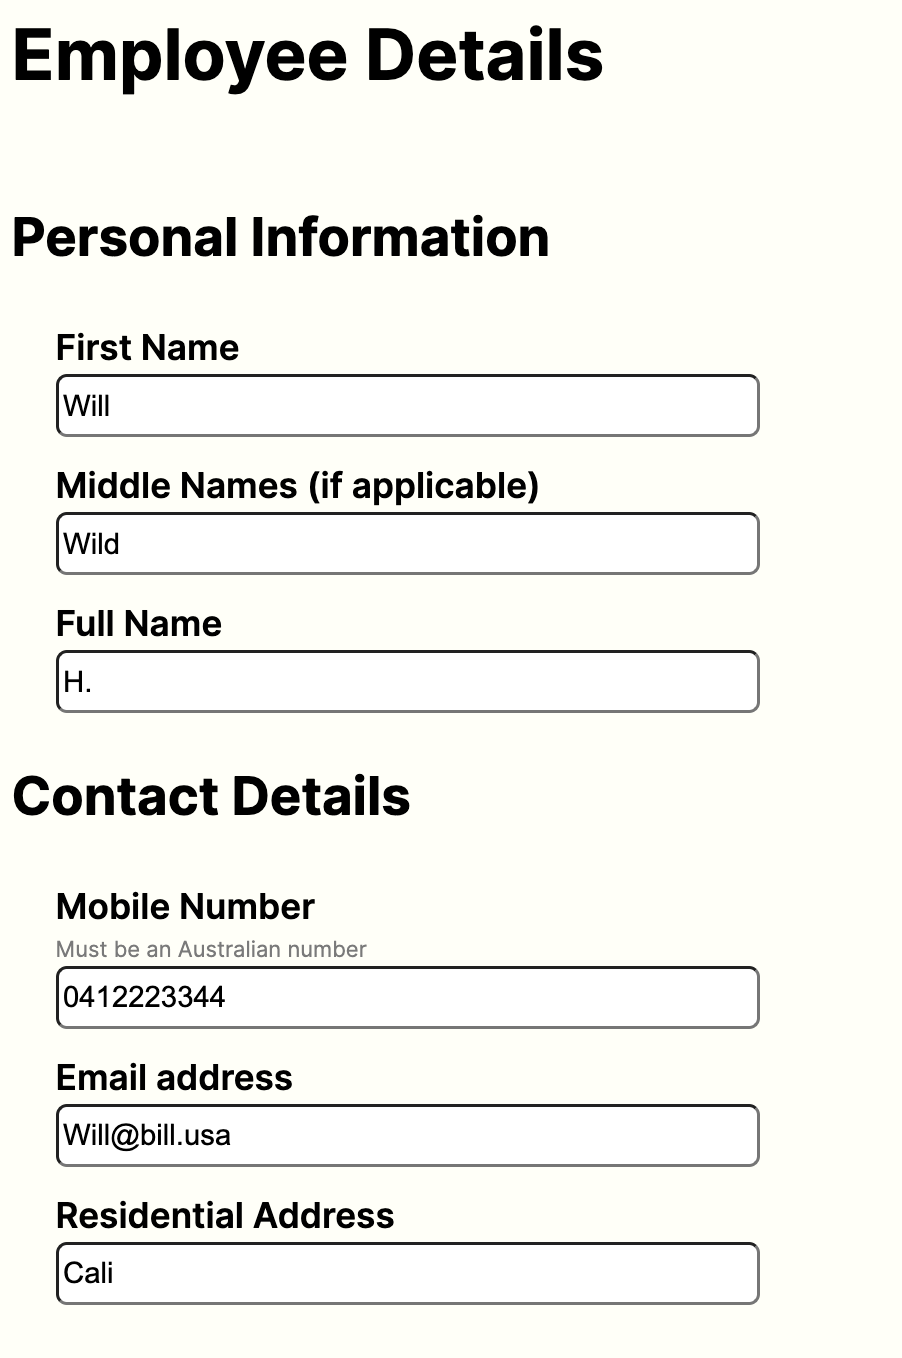 Employee Details
Personal Information
First Name
Will
Middle Names (if applicable)
Wild
Full Name
H.
Contact Details
Mobile Number
Must be an Australian number
0412223344
Email address
Will@bill.usa
Residential Address
Cali